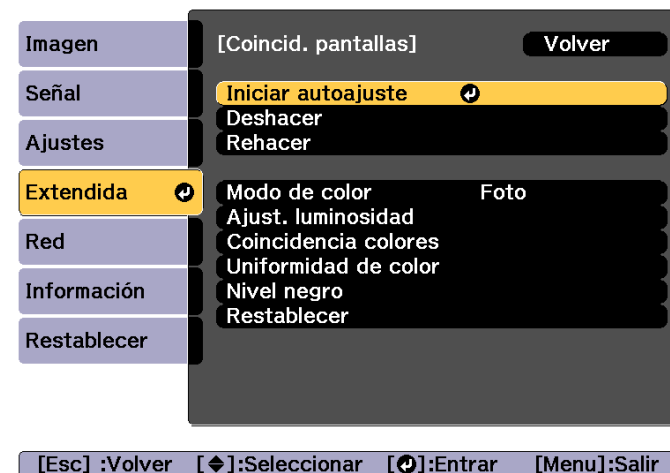 Imagen
Señal
Ajustes
Extendida
Red
Información
Restablecer
[Coincid. pantallas] Volver
Iniciar autoajuste
Deshacer
Rehacer
Modo de color Foto
Ajust. luminosidad
Coincidencia colores
Uniformidad de color
Nivel negro
Restablecer
[Esc] :Volver [◆]:Seleccionar [↵]:Entrar [Menu]:Salir